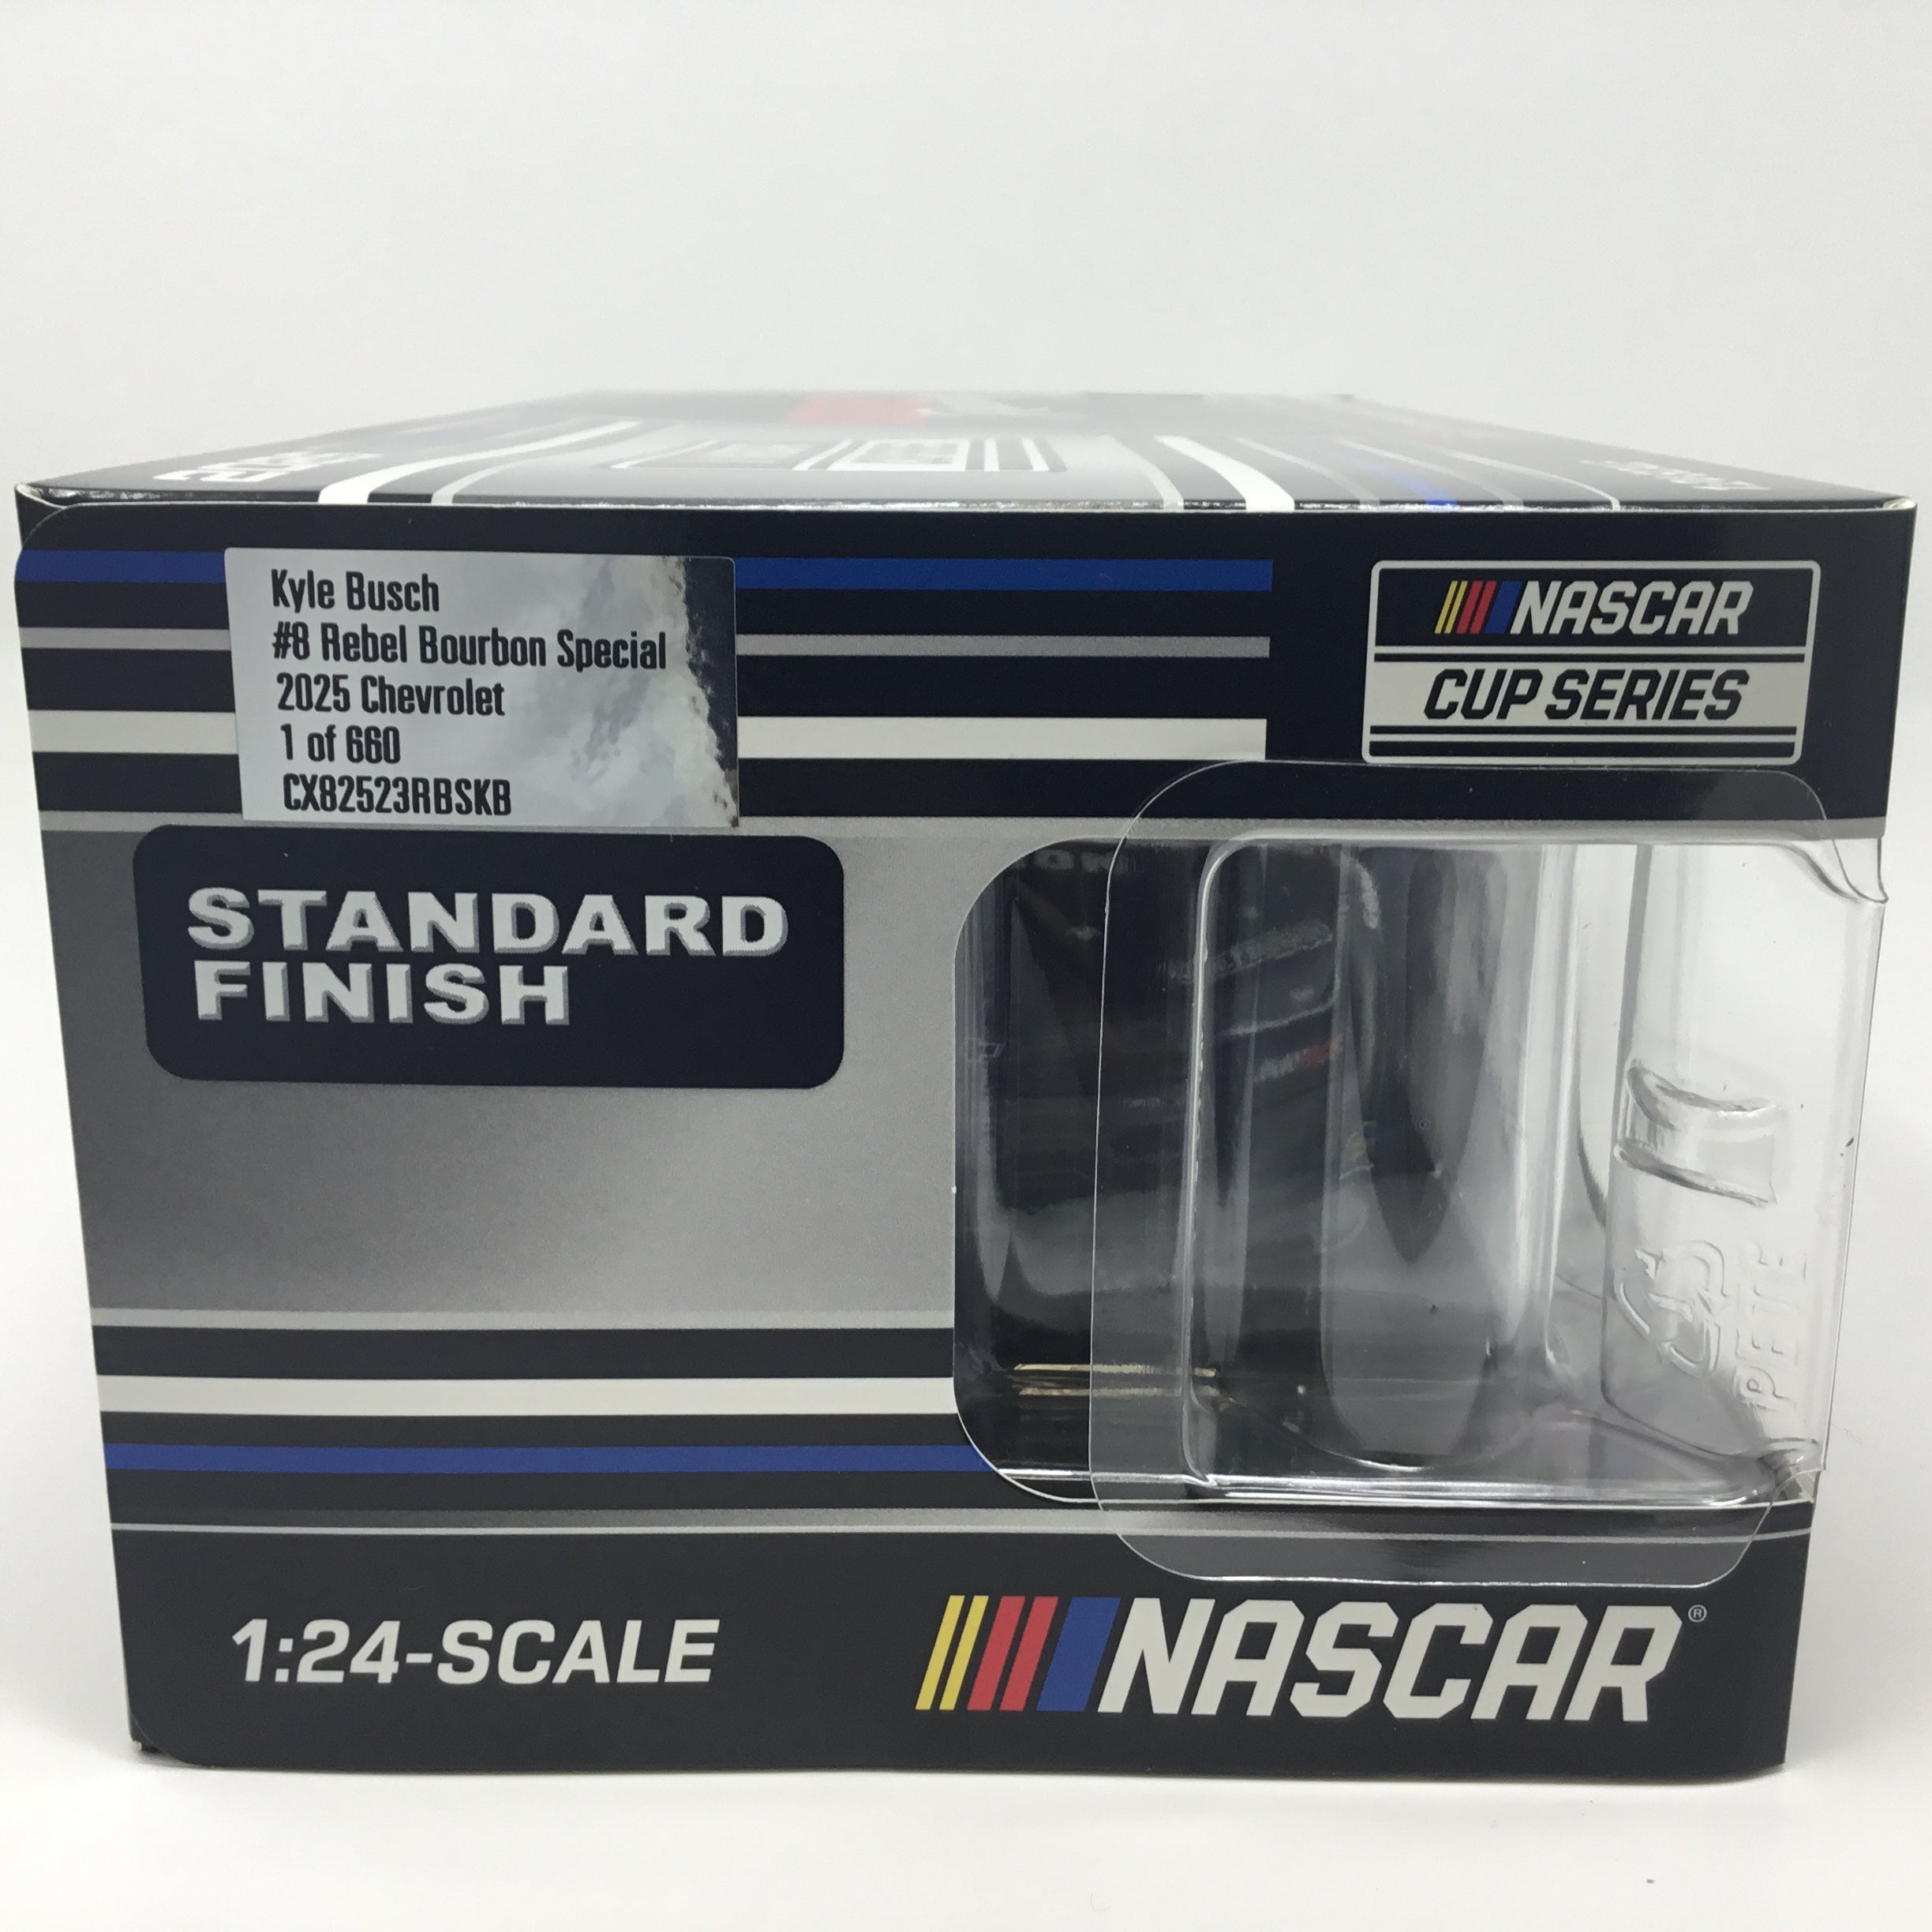 Kyle Busch
#8 Rebel Bourbon Special
2025 Chevrolet
1 of 660
CX82523RBSKB
NASCAR
CUP SERIES
STANDARD
FINISH
PETE
1:24-SCALE
NASCAR®